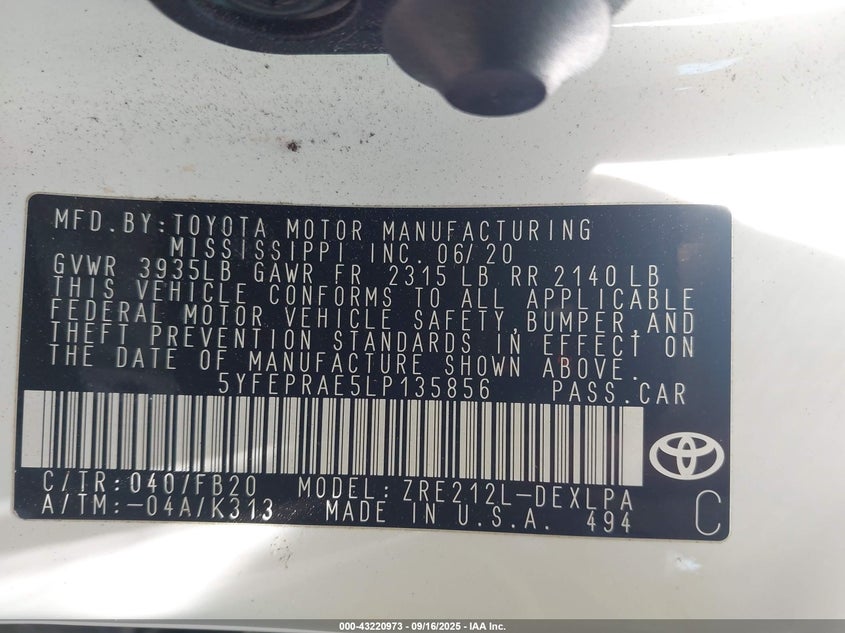 MFD.BY:TOYOTA MOTOR MANUFACTURING
MISSISSIPPI INC. 06/20
GVWR 3935LB GAWR FR 2315 LB RR 2140 LB
THIS VEHICLE CONFORMS TO ALL APPLICABLE
FEDERAL MOTOR VEHICLE SAFETY,BUMPER,AND
THEFT PREVENTION STANDARDS IN EFFECT ON
THE DATE OF MANUFACTURE SHOWN ABOVE.
5YFEPRAE5LP135856 PASS.CAR
C/TR:040/FB20 MODEL:ZRE212L-DEXLPA
A/TM:-04A/K313 MADE IN U.S.A. 494
C
000-43220973 - 09/16/2025 - IAA Inc.